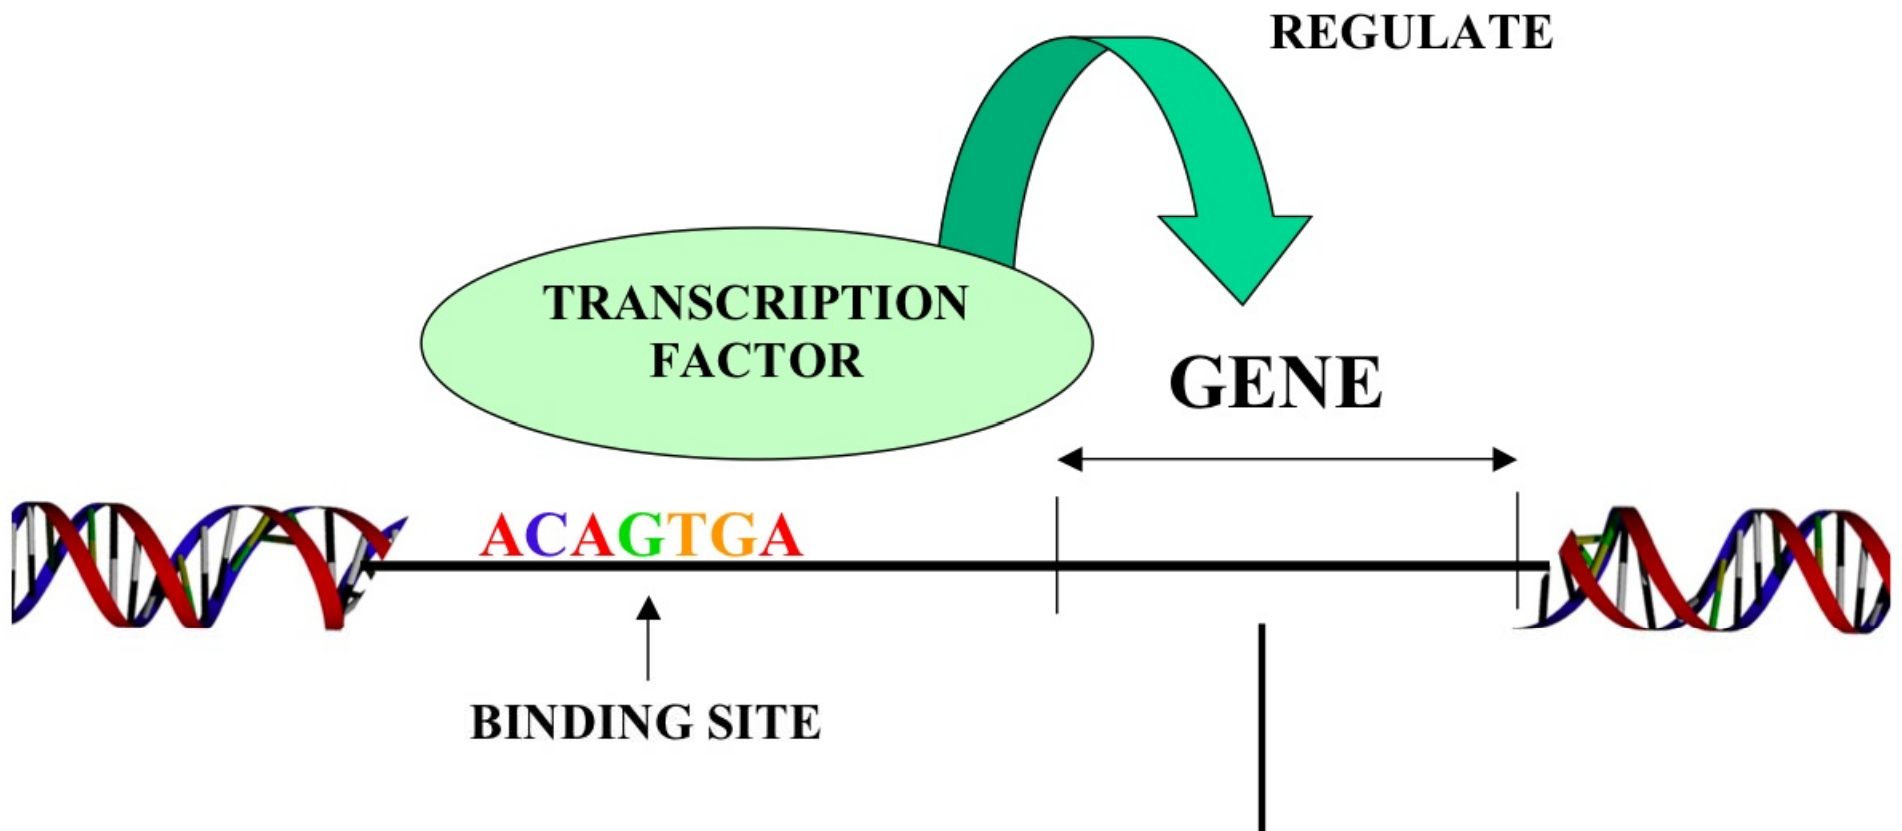 REGULATE
TRANSCRIPTION
FACTOR
GENE
ACAGTGA
BINDING SITE